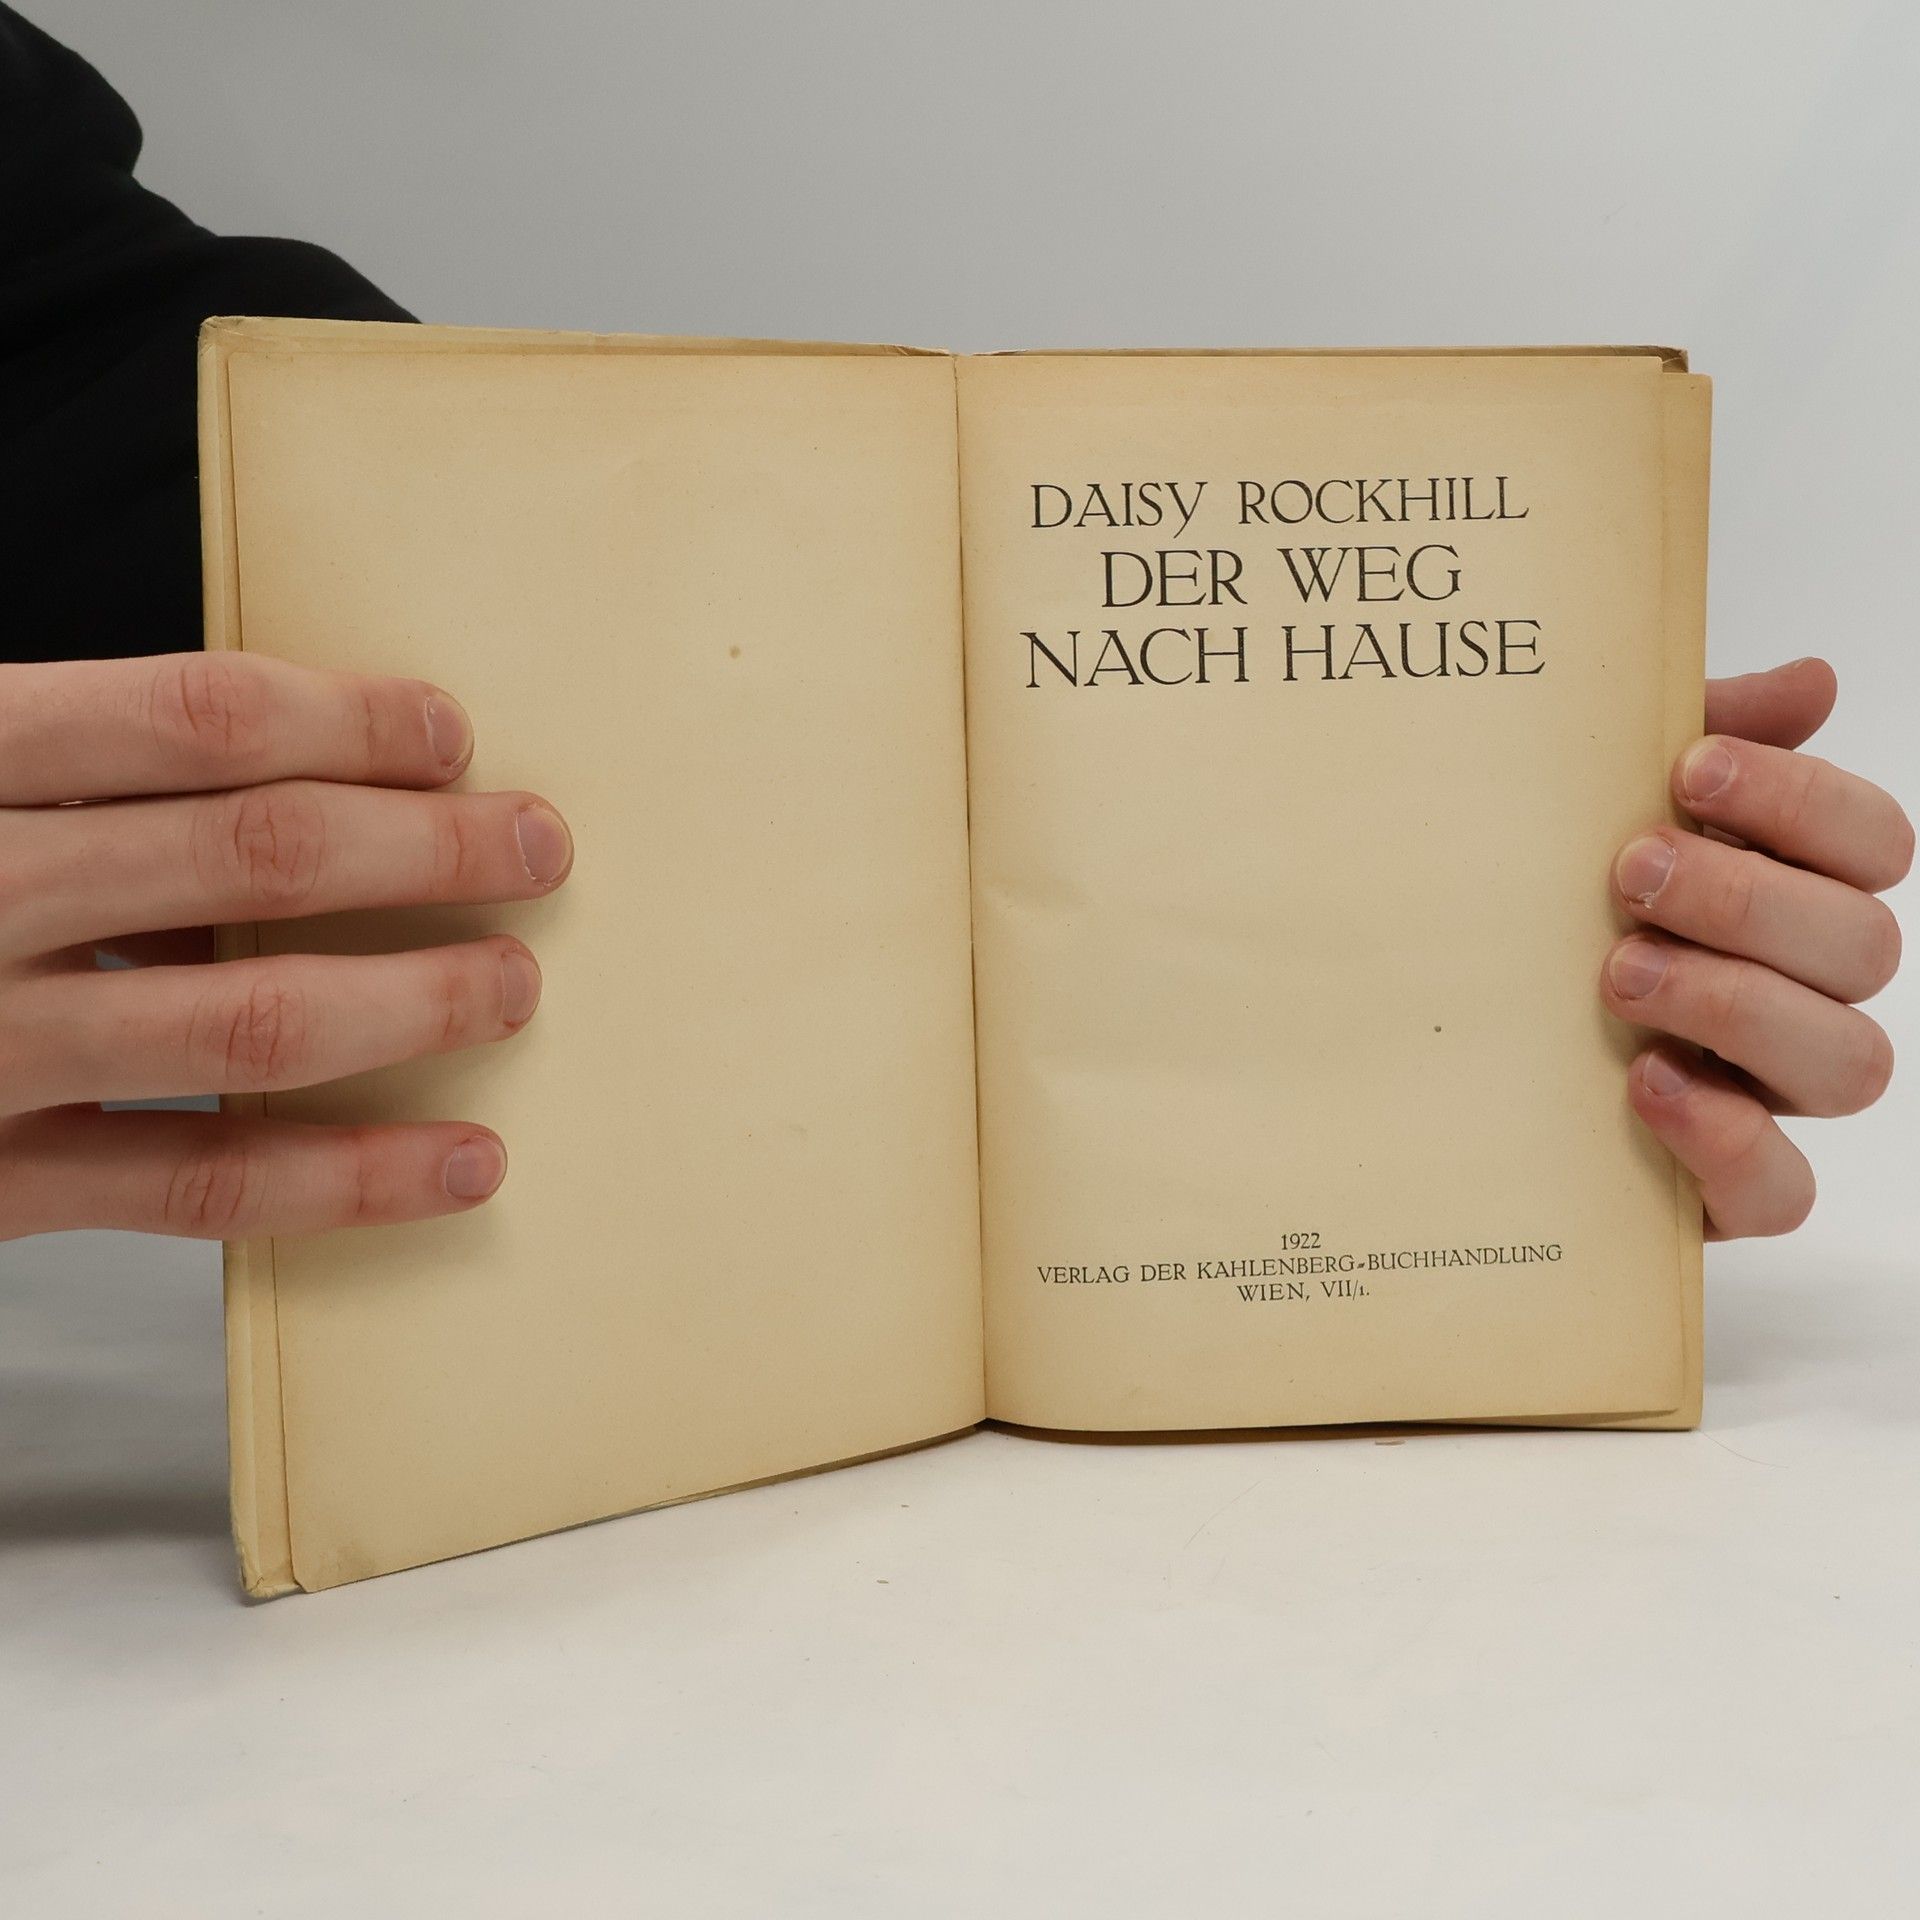 DAISY ROCKHILL
DER WEG
NACH HAUSE
1922
VERLAG DER KAHLENBERG-BUCHHANDLUNG
WIEN, VII/1.